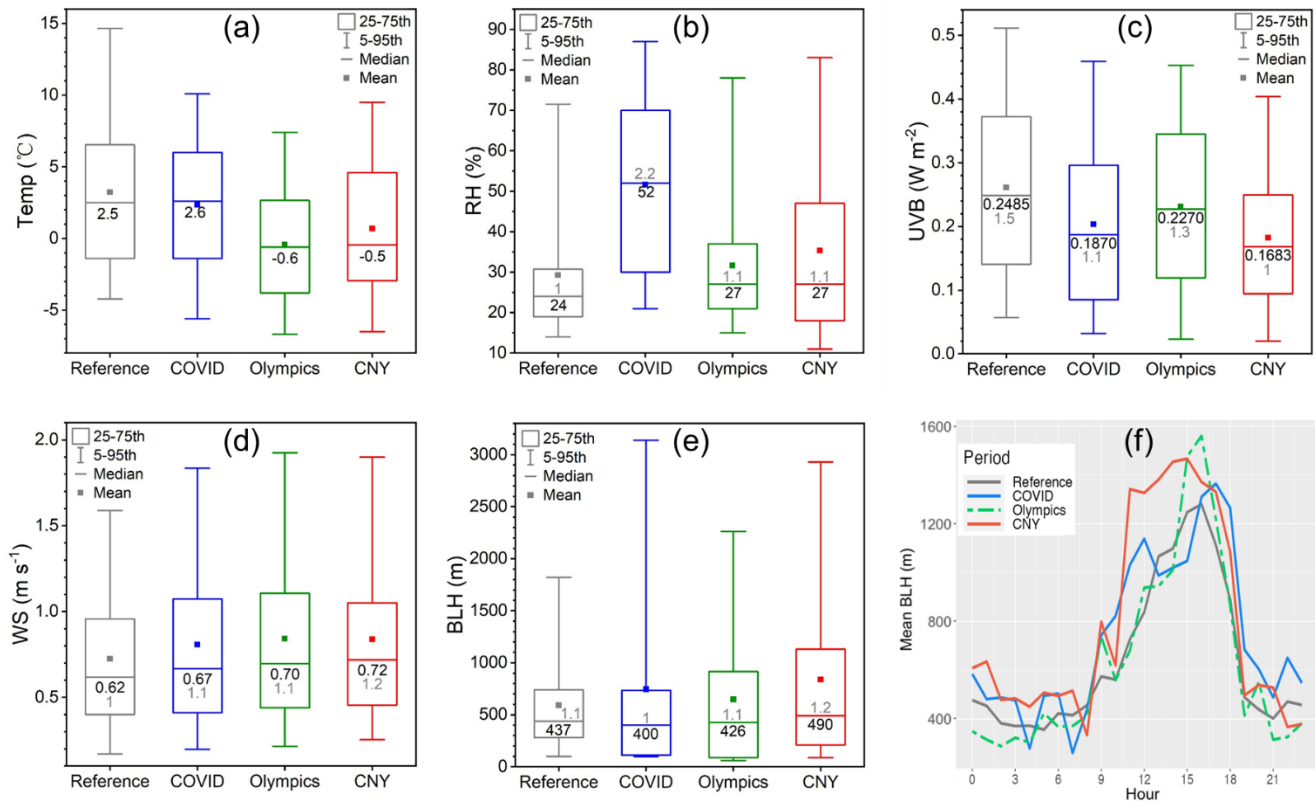 (a)
25-75th
5-95th
Median
Mean
Temp (℃)
15
10
5
0
-5
2.5
2.6
-0.6
-0.5
Reference
COVID
Olympics
CNY
(b)
25-75th
5-95th
Median
Mean
RH (%)
90
80
70
60
50
40
30
20
10
1
24
2.2
52
1.1
27
1.1
27
Reference
COVID
Olympics
CNY
(c)
25-75th
5-95th
Median
Mean
UVB (W m⁻²)
0.5
0.4
0.3
0.2
0.1
0.0
0.2485
1.5
0.1870
1.1
0.2270
1.3
0.1683
1
Reference
COVID
Olympics
CNY
(d)
25-75th
5-95th
Median
Mean
WS (m s⁻¹)
2.0
1.5
1.0
0.5
0.62
1
0.67
1.1
0.70
1.1
0.72
1.2
Reference
COVID
Olympics
CNY
(e)
25-75th
5-95th
Median
Mean
BLH (m)
3000
2500
2000
1500
1000
500
0
1.1
437
1
400
1.1
426
1.2
490
Reference
COVID
Olympics
CNY
(f)
Period
Reference
COVID
Olympics
CNY
Mean BLH (m)
1600
1200
800
400
0
3
6
9
12
15
18
21
Hour